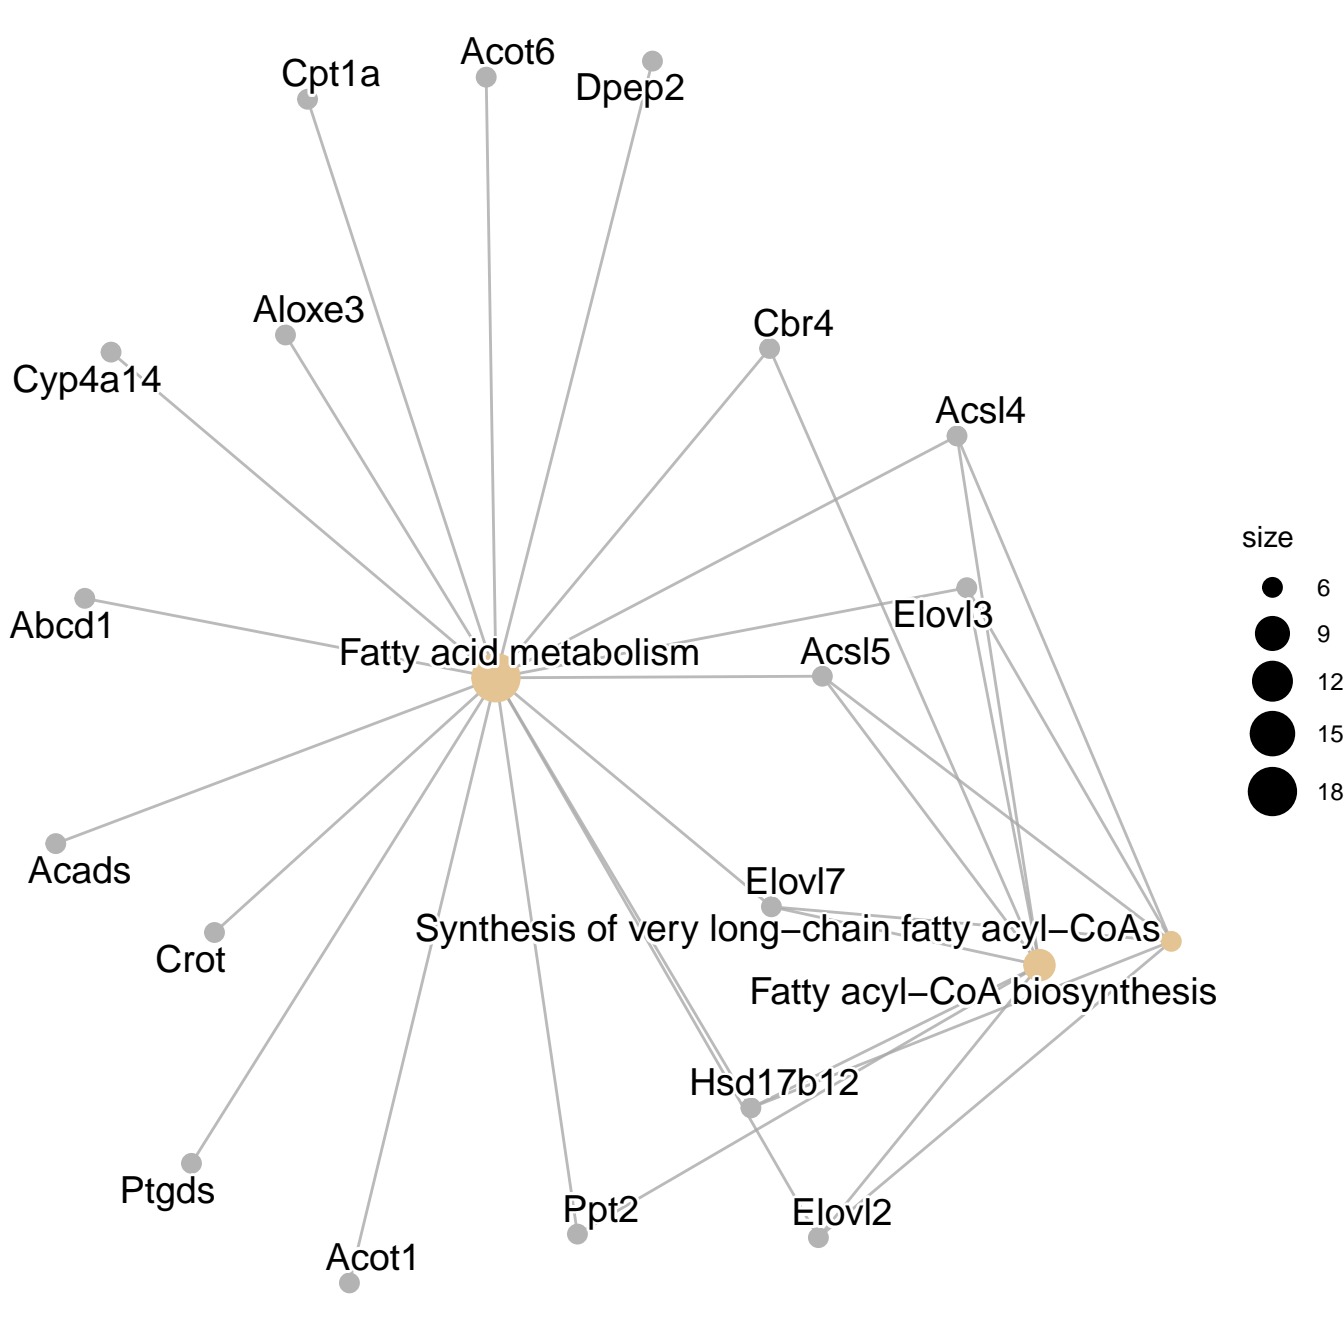 Acot6
Cpt1a
Dpep2
Aloxe3
Cbr4
Cyp4a14
Acsl4
size
6
Elovl3
Abcd1
9
Fatty acid metabolism
Acsl5
12
15
18
Acads
Elovl7
Synthesis of very long−chain fatty acyl−CoAs
Crot
Fatty acyl−CoA biosynthesis
Hsd17b12
Ptgds
Ppt2
Elovl2
Acot1